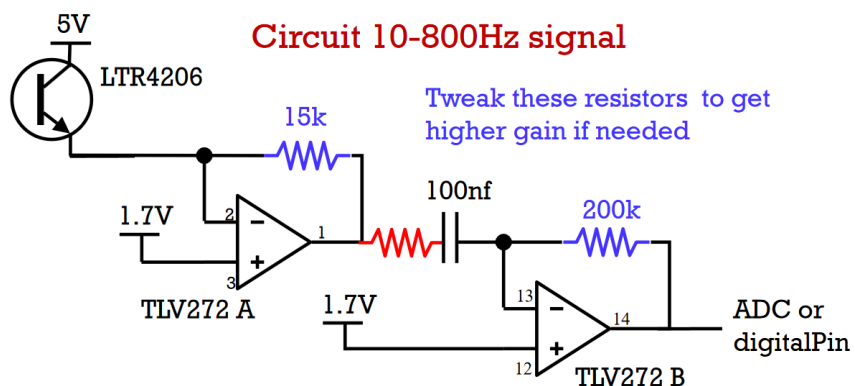 5V
Circuit 10-800Hz signal
LTR4206
15k
Tweak these resistors to get
higher gain if needed
100nf
200k
1.7V
2
1
3
TLV272 A
1.7V
13
14
12
TLV272 B
ADC or
digitalPin